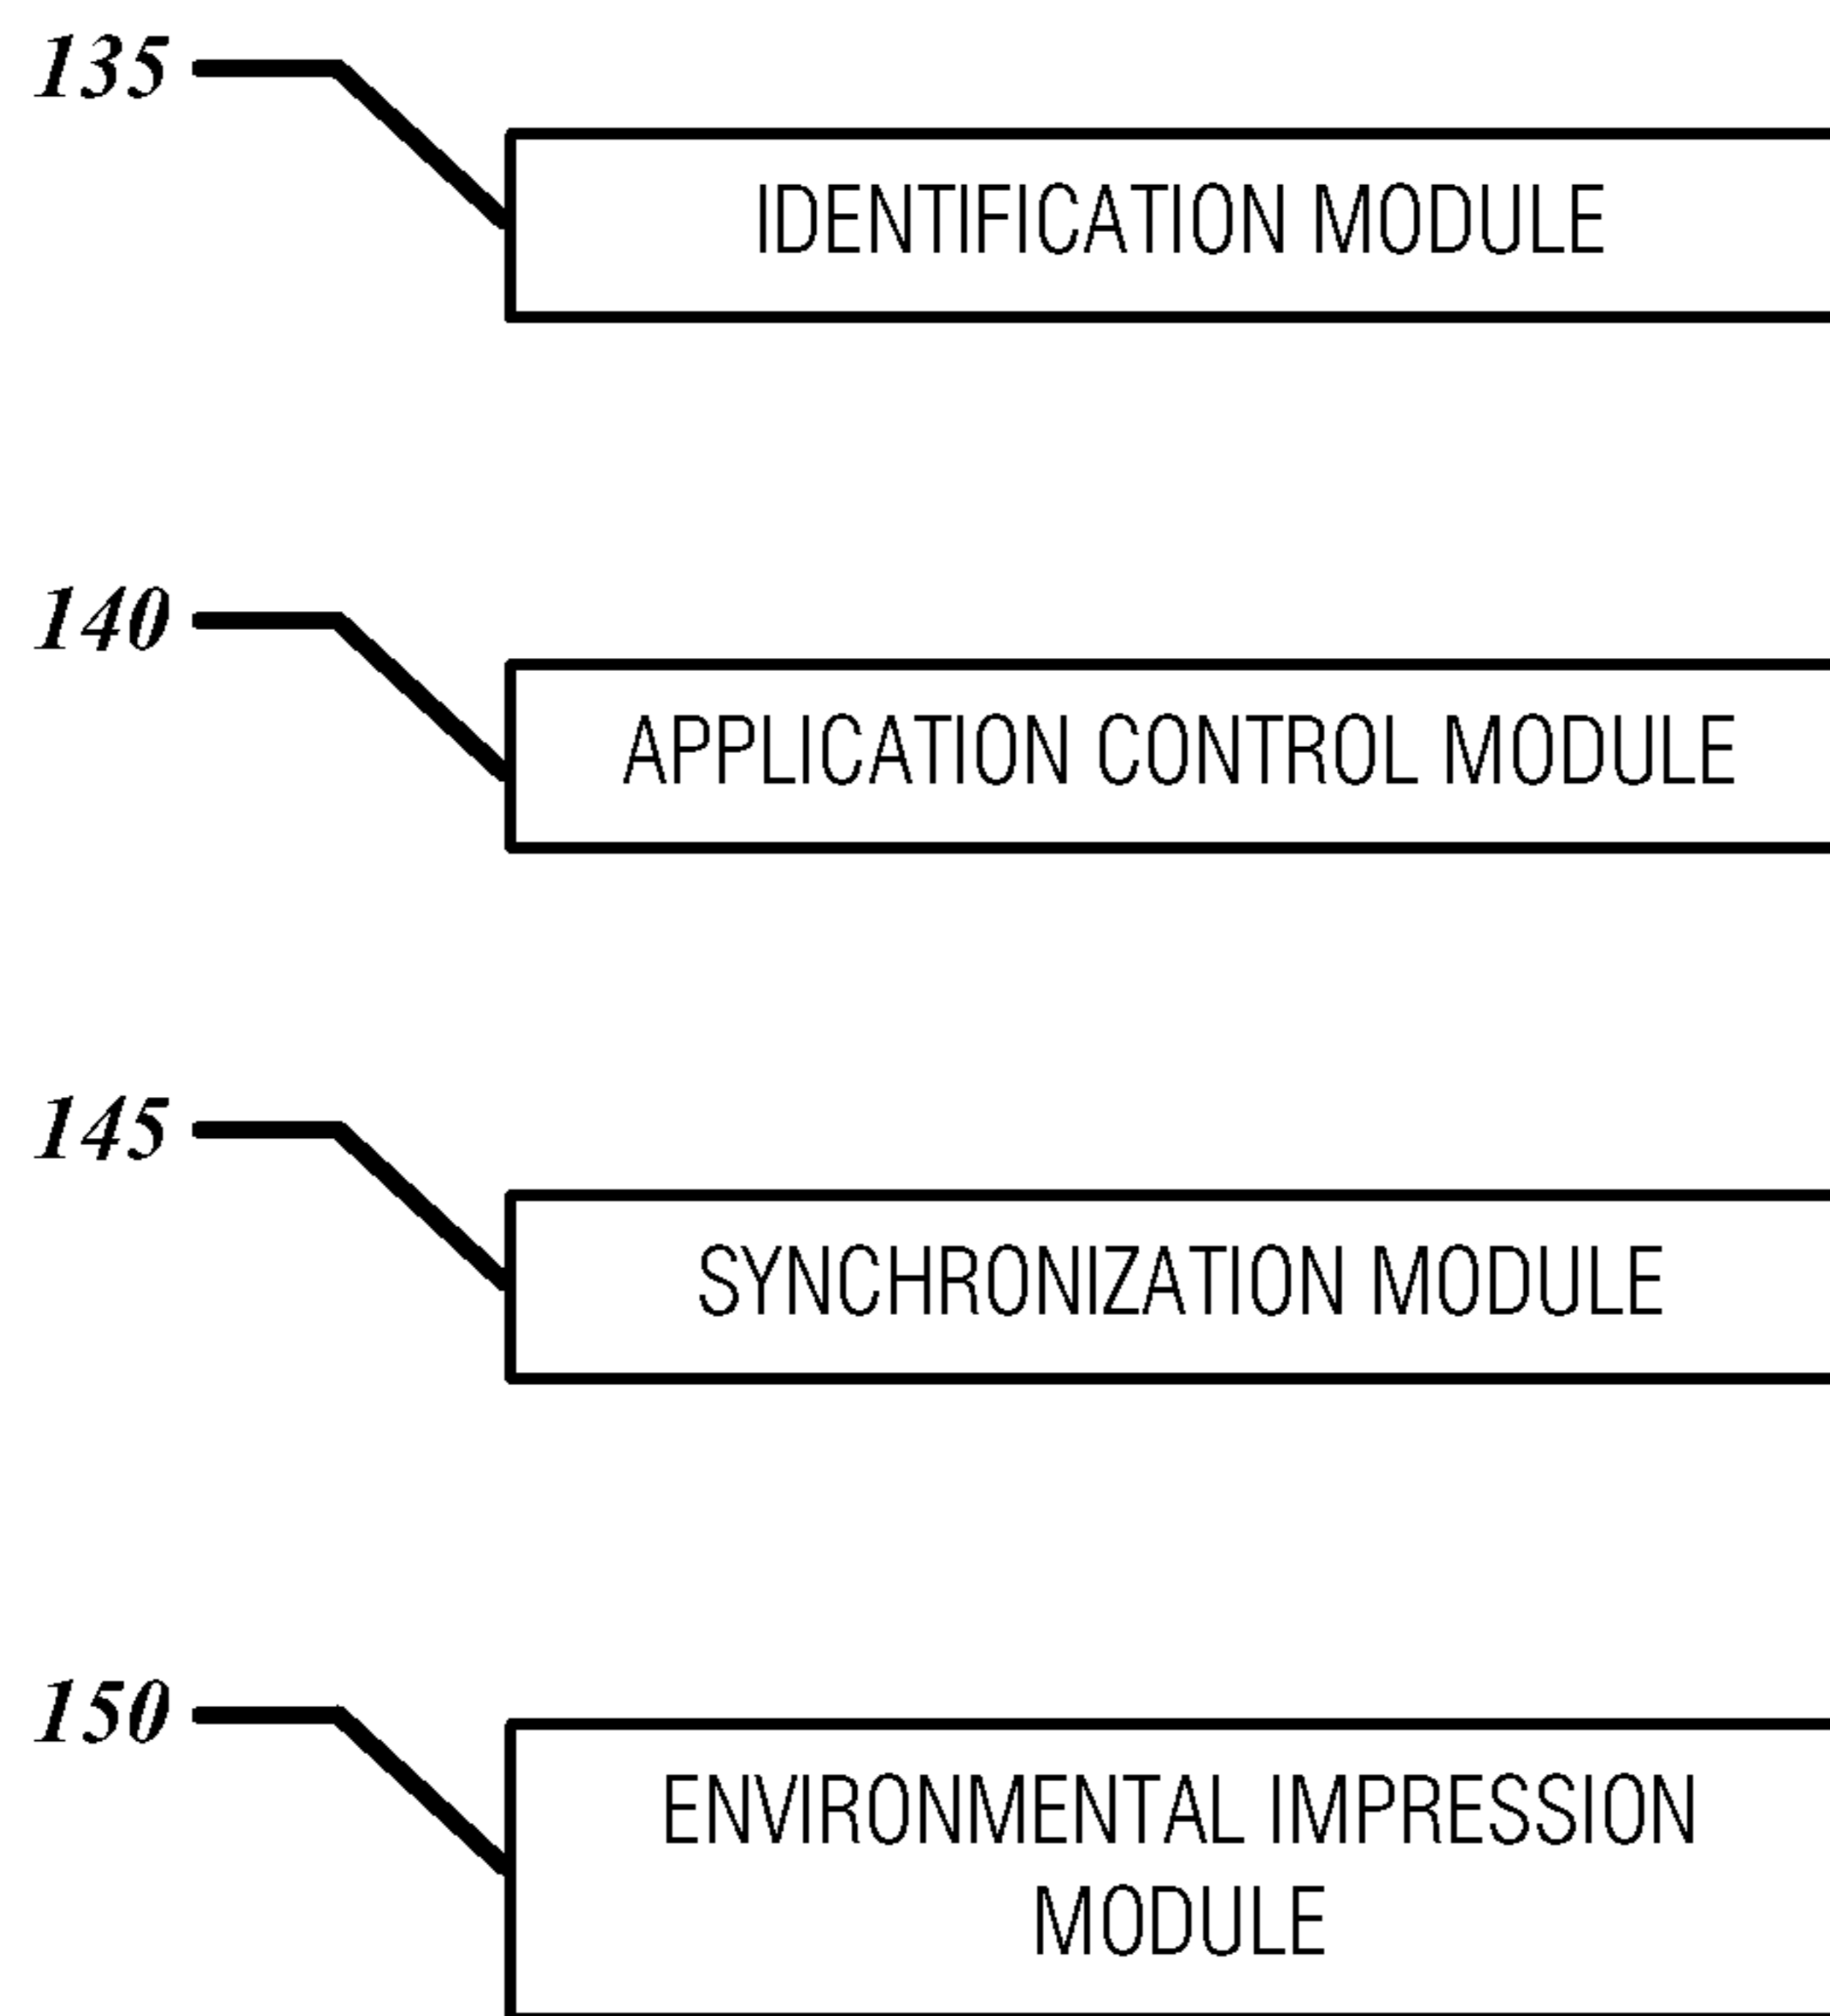 135
IDENTIFICATION MODULE
140
APPLICATION CONTROL MODULE
145
SYNCHRONIZATION MODULE
150
ENVIRONMENTAL IMPRESSION
MODULE